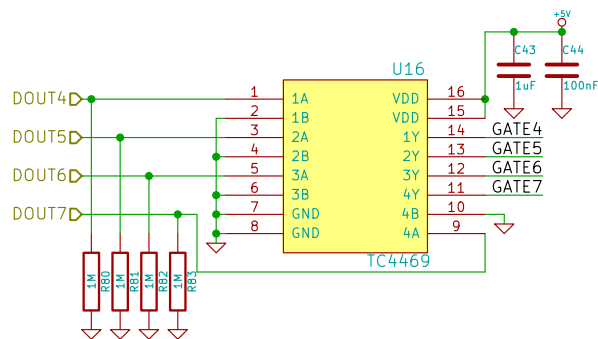 +5V
C43
C44
1uF
100nF
U16
DOUT4 1 1A VDD 16
2 1B VDD 15
DOUT5 3 2A 1Y 14 GATE4
4 2B 2Y 13 GATE5
DOUT6 5 3A 3Y 12 GATE6
6 3B 4Y 11 GATE7
DOUT7 7 GND 4B 10
8 GND 4A 9
TC4469
1M R80 1M R81 1M R82 1M R83